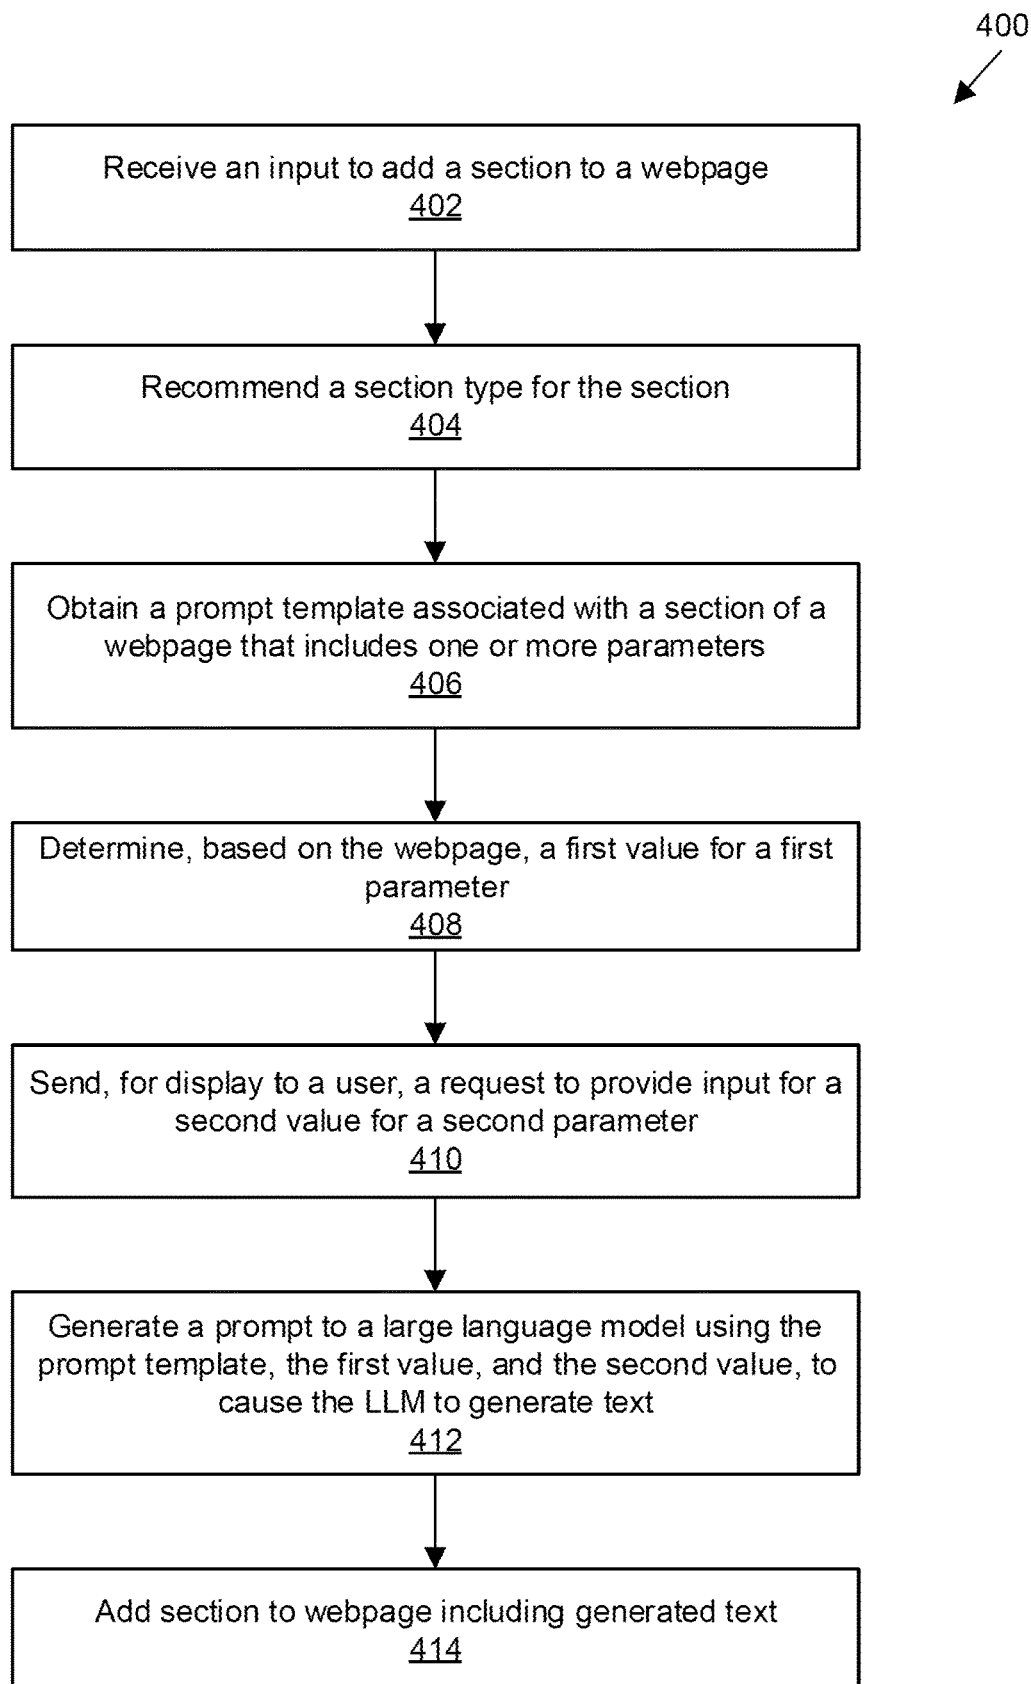 400
Receive an input to add a section to a webpage
402
Recommend a section type for the section
404
Obtain a prompt template associated with a section of a
webpage that includes one or more parameters
406
Determine, based on the webpage, a first value for a first
parameter
408
Send, for display to a user, a request to provide input for a
second value for a second parameter
410
Generate a prompt to a large language model using the
prompt template, the first value, and the second value, to
cause the LLM to generate text
412
Add section to webpage including generated text
414